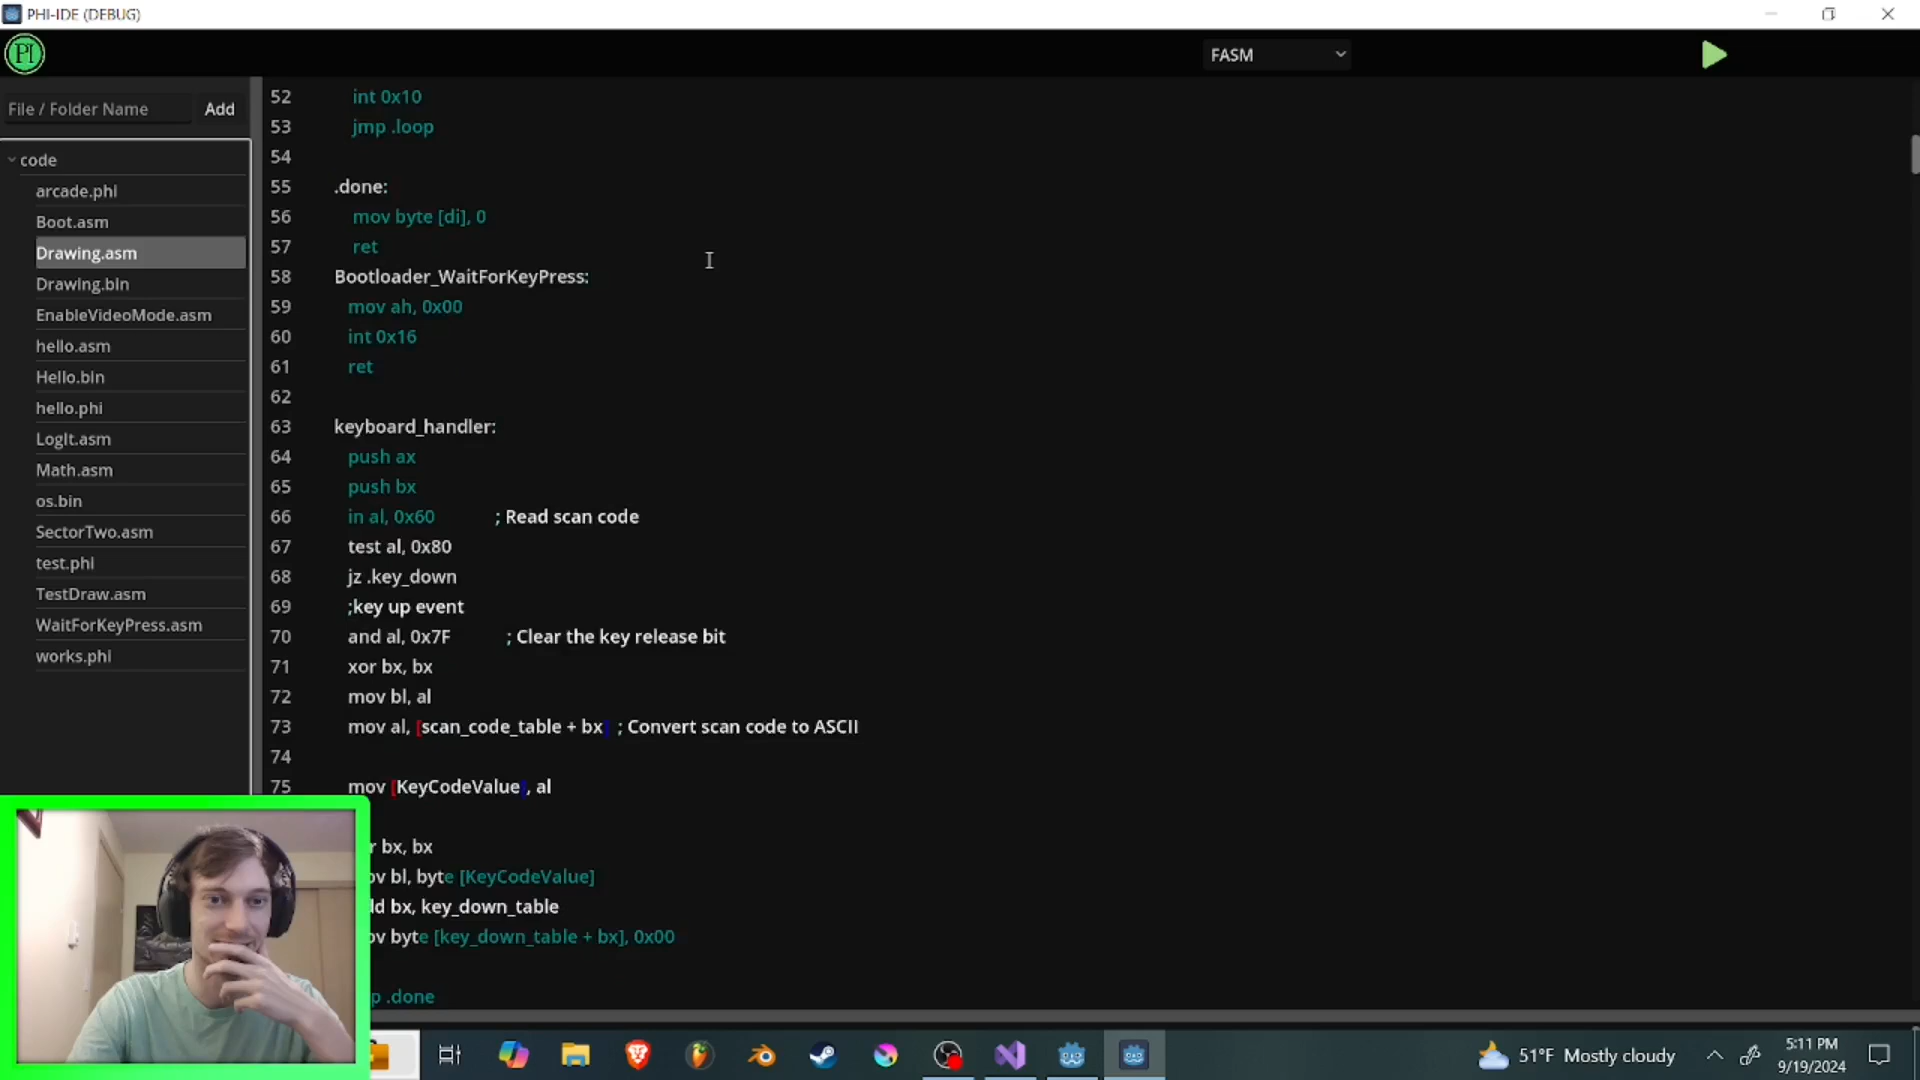 PHI-IDE (DEBUG)
PI
FASM
File / Folder Name Add
code
arcade.phi
Boot.asm
Drawing.asm
Drawing.bin
EnableVideoMode.asm
hello.asm
Hello.bin
hello.phi
LogIt.asm
Math.asm
os.bin
SectorTwo.asm
test.phi
TestDraw.asm
WaitForKeyPress.asm
works.phi
52 int 0x10
53 jmp .loop
54
55 .done:
56 mov byte [di], 0
57 ret
58 Bootloader_WaitForKeyPress:
59 mov ah, 0x00
60 int 0x16
61 ret
62
63 keyboard_handler:
64 push ax
65 push bx
66 in al, 0x60 ; Read scan code
67 test al, 0x80
68 jz .key_down
69 ;key up event
70 and al, 0x7F ; Clear the key release bit
71 xor bx, bx
72 mov bl, al
73 mov al, [scan_code_table + bx] ; Convert scan code to ASCII
74
75 mov [KeyCodeValue], al
r bx, bx
ov bl, byte [KeyCodeValue]
dd bx, key_down_table
ov byte [key_down_table + bx], 0x00
p .done
51°F Mostly cloudy
5:11 PM
9/19/2024